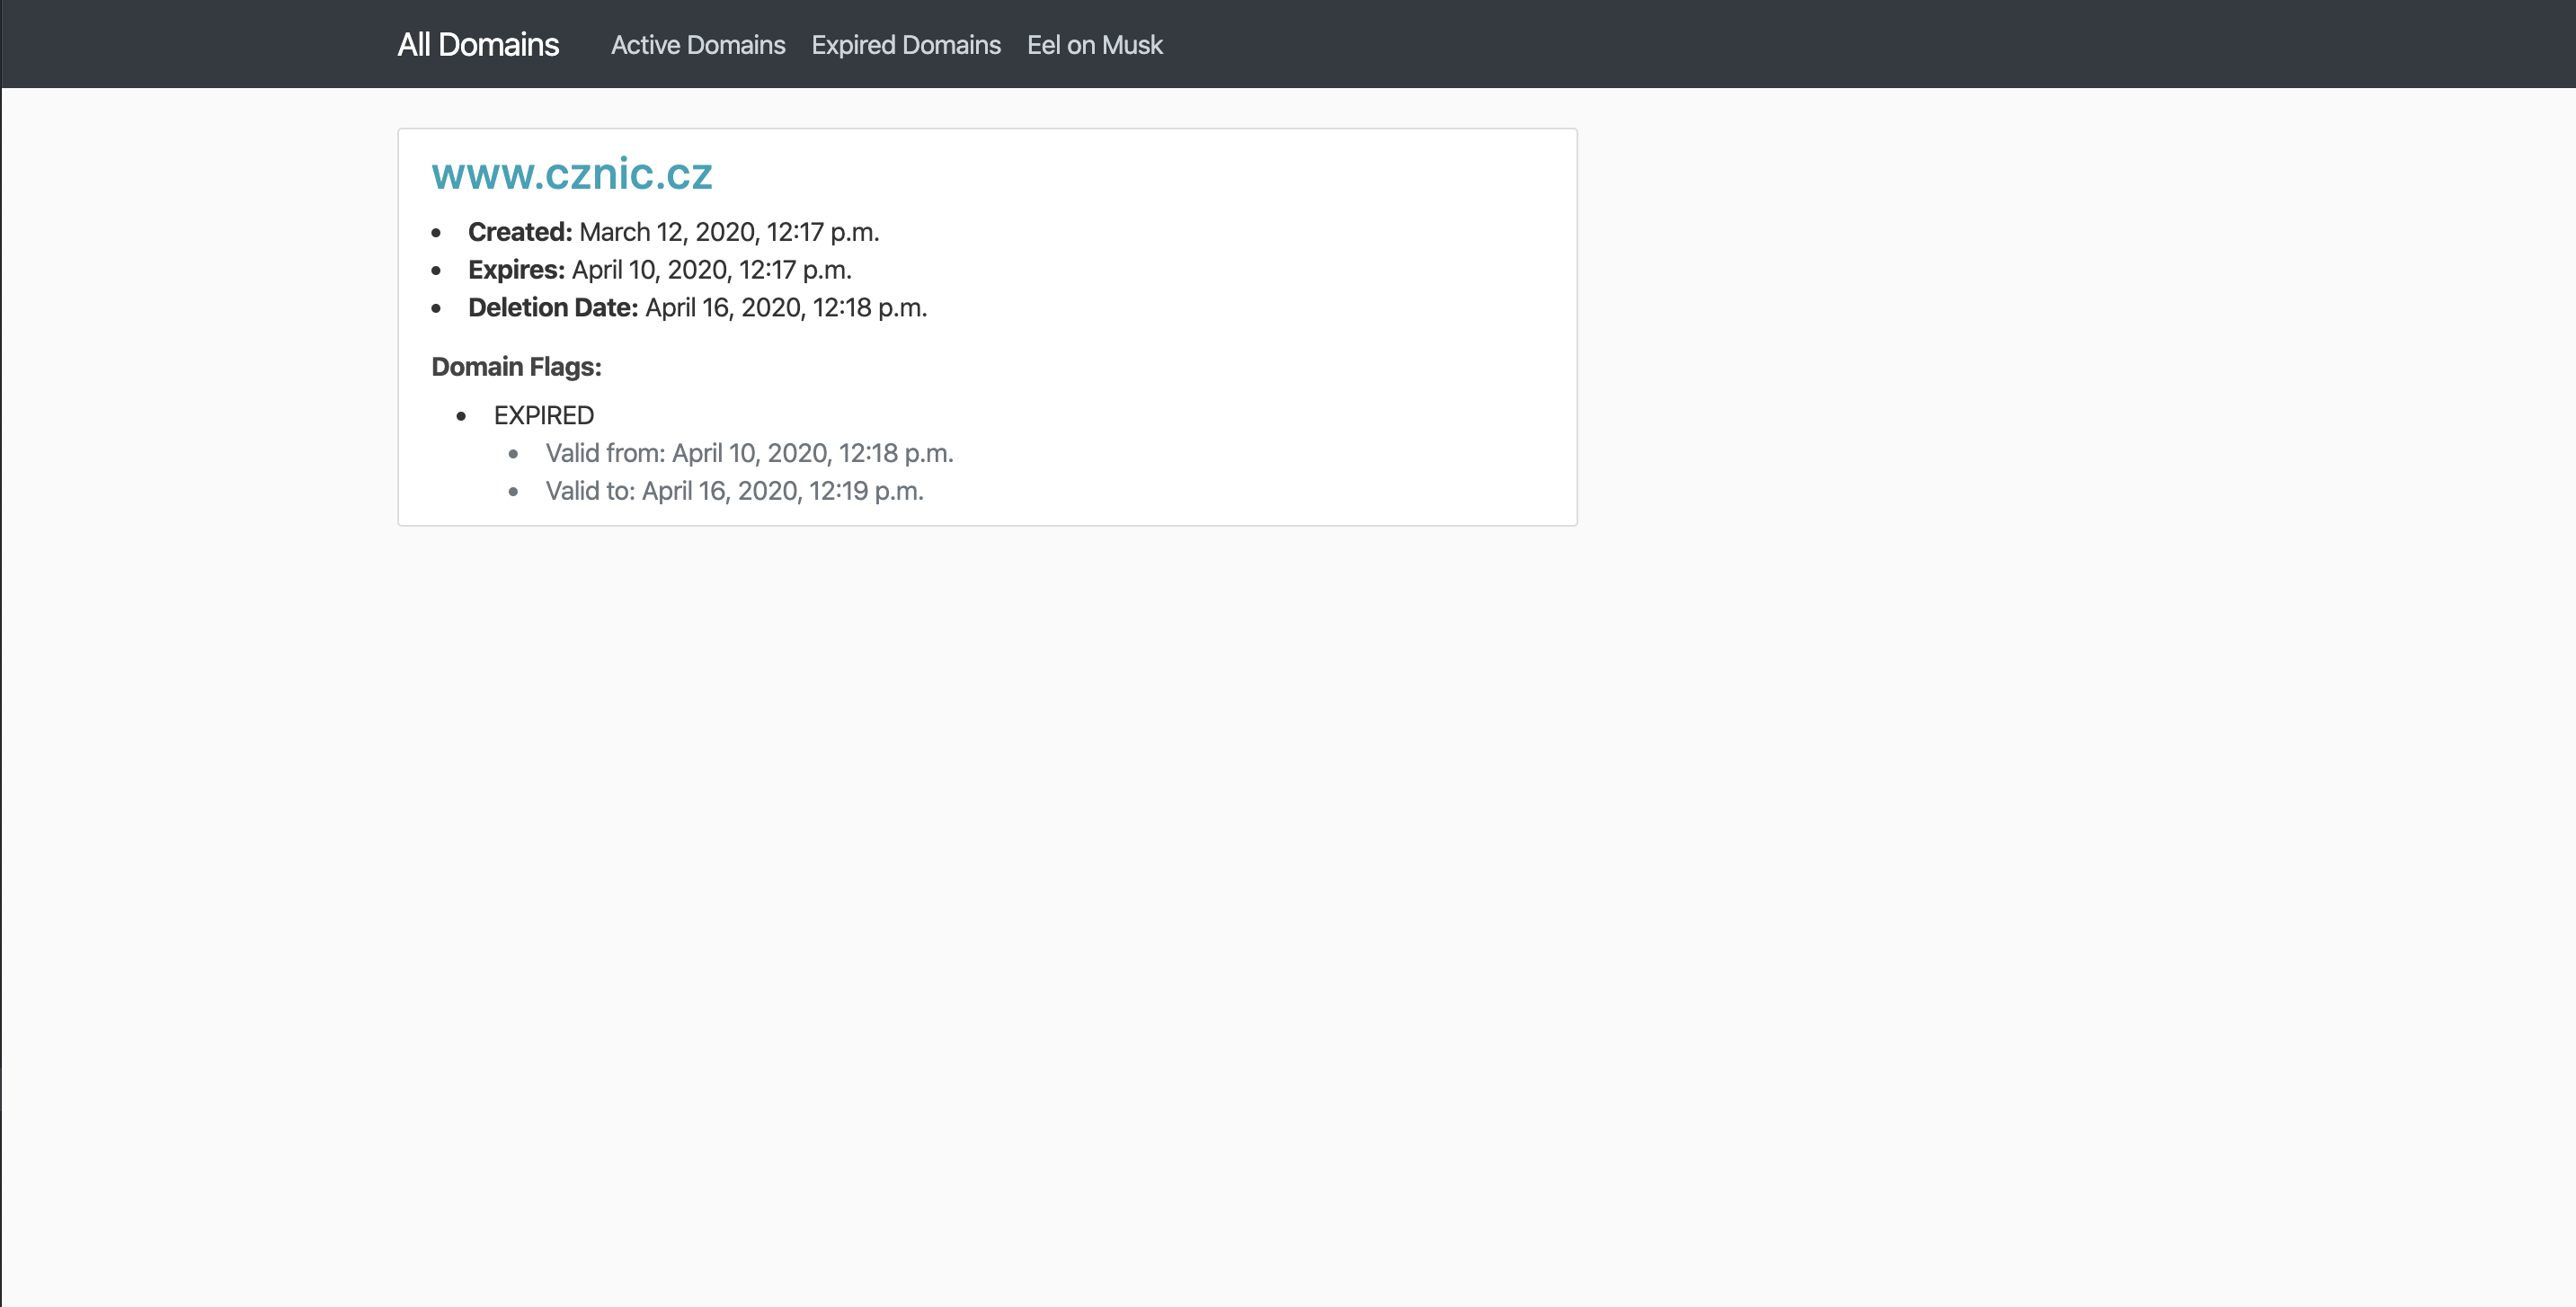 All Domains Active Domains Expired Domains Eel on Musk
www.cznic.cz
Created: March 12, 2020, 12:17 p.m.
Expires: April 10, 2020, 12:17 p.m.
Deletion Date: April 16, 2020, 12:18 p.m.
Domain Flags:
EXPIRED
Valid from: April 10, 2020, 12:18 p.m.
Valid to: April 16, 2020, 12:19 p.m.